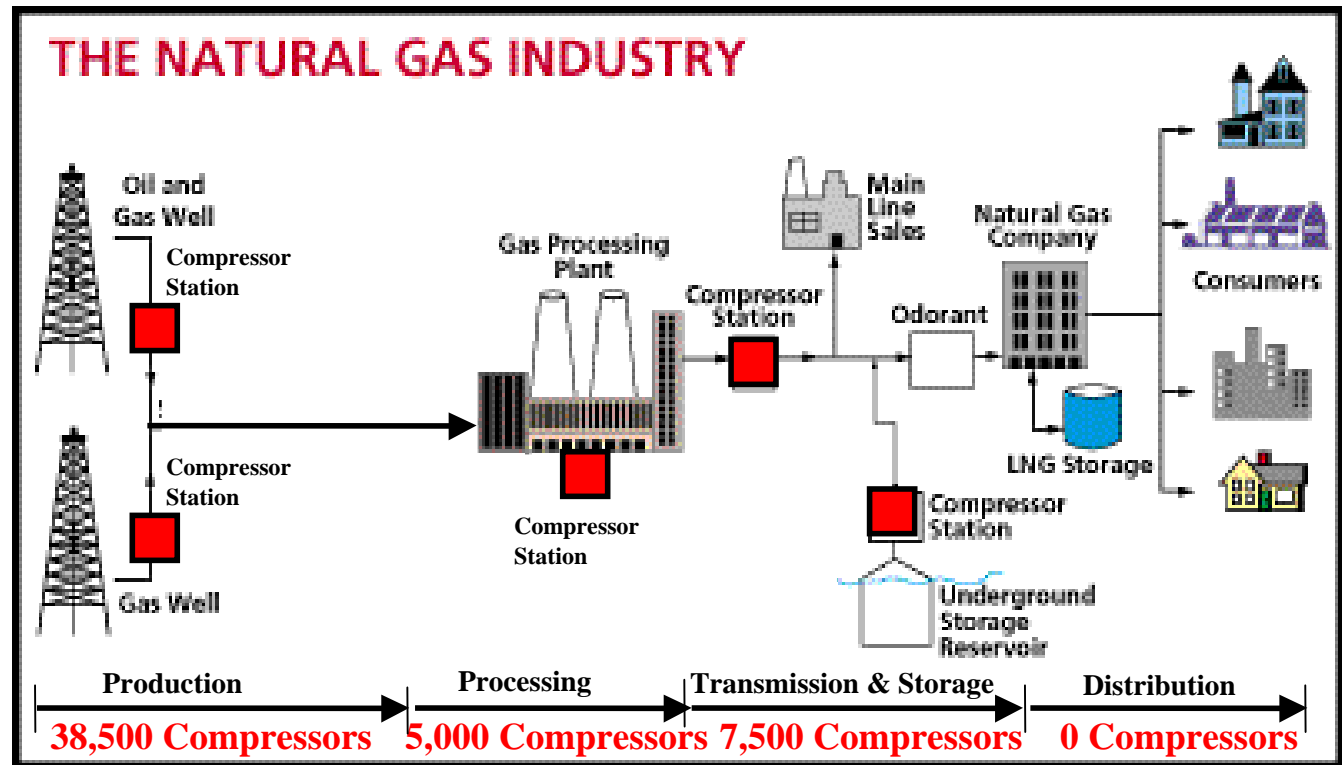 THE NATURAL GAS INDUSTRY
Oil and
Gas Well
Compressor
Station
Compressor
Station
Gas Well
Gas Processing
Plant
Compressor
Station
Compressor
Station
Main
Line
Sales
Odorant
Natural Gas
Company
LNG Storage
Compressor
Station
Underground
Storage
Reservoir
Consumers
Production
Processing
Transmission & Storage
Distribution
38,500 Compressors
5,000 Compressors
7,500 Compressors
0 Compressors